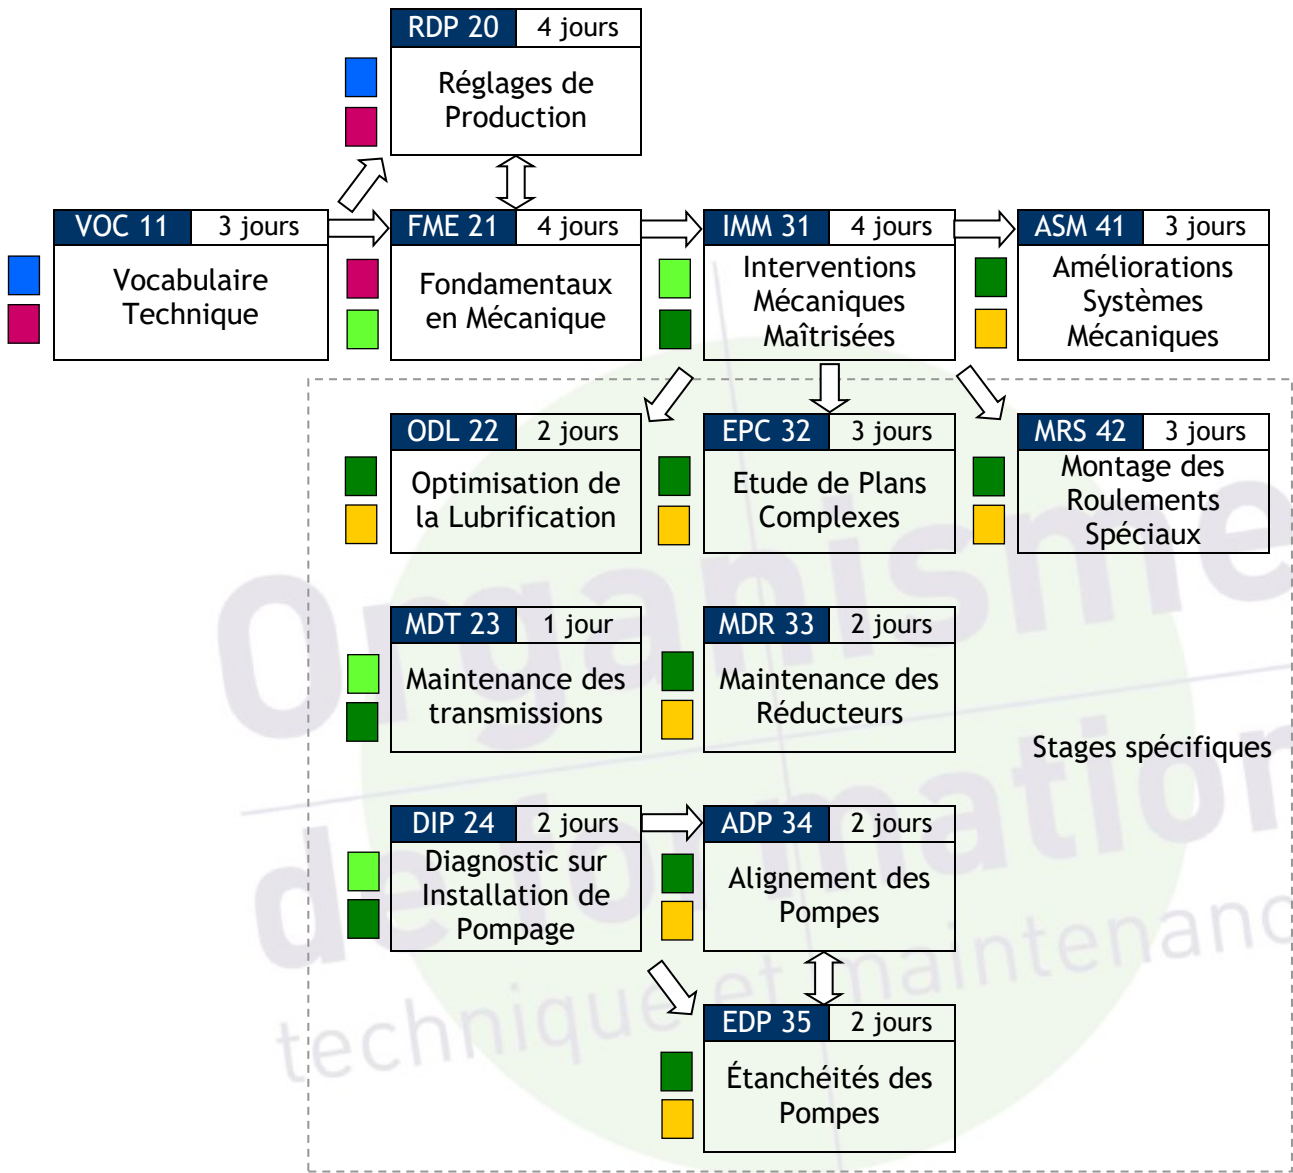 RDP 20 4 jours
Réglages de
Production
VOC 11 3 jours
Vocabulaire
Technique
FME 21 4 jours
Fondamentaux
en Mécanique
IMM 31 4 jours
Interventions
Mécaniques
Maîtrisées
ASM 41 3 jours
Améliorations
Systèmes
Mécaniques
ODL 22 2 jours
Optimisation de
la Lubrification
EPC 32 3 jours
Etude de Plans
Complexes
MRS 42 3 jours
Montage des
Roulements
Spéciaux
MDT 23 1 jour
Maintenance des
transmissions
MDR 33 2 jours
Maintenance des
Réducteurs
Stages spécifiques
DIP 24 2 jours
Diagnostic sur
Installation de
Pompage
ADP 34 2 jours
Alignement des
Pompes
EDP 35 2 jours
Étanchéités des
Pompes
Organisme
de formation
technique et maintenanc